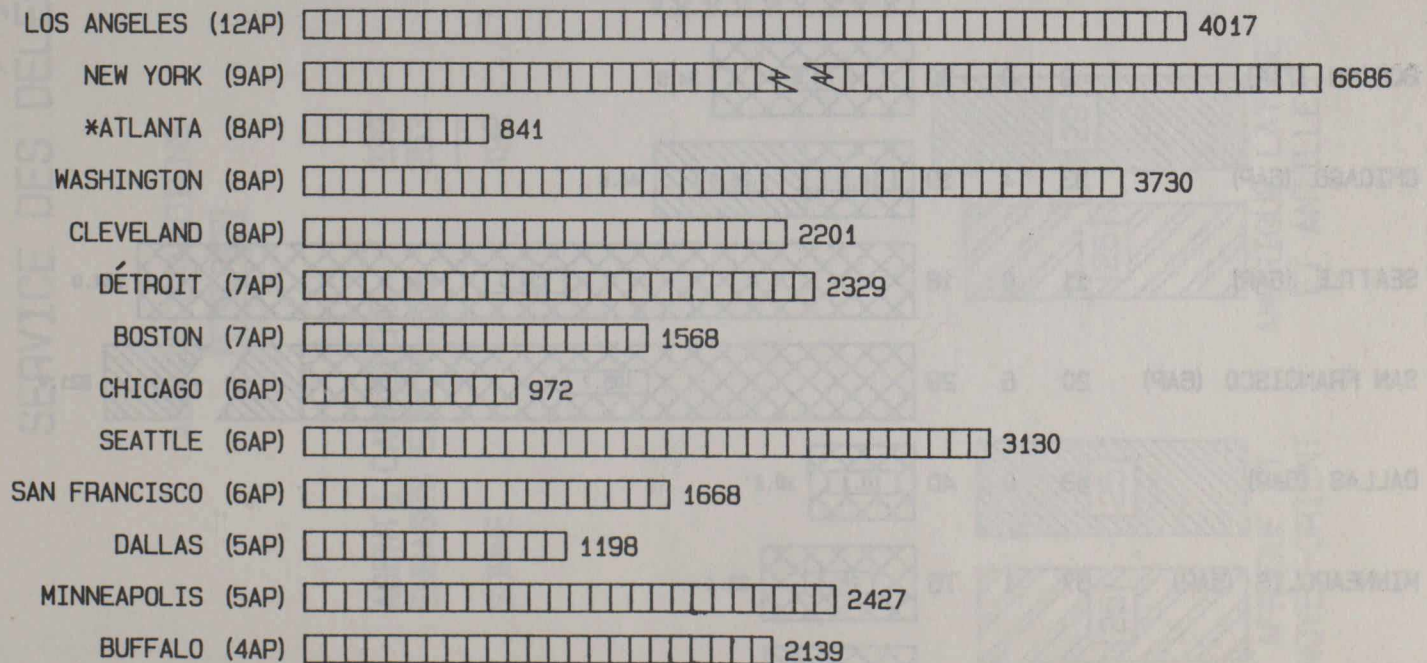 LOS ANGELES (12AP) 4017
NEW YORK (9AP) 6686
*ATLANTA (8AP) 841
WASHINGTON (8AP) 3730
CLEVELAND (8AP) 2201
DÉTROIT (7AP) 2329
BOSTON (7AP) 1568
CHICAGO (6AP) 972
SEATTLE (6AP) 3130
SAN FRANCISCO (6AP) 1668
DALLAS (5AP) 1198
MINNEAPOLIS (5AP) 2427
BUFFALO (4AP) 2139